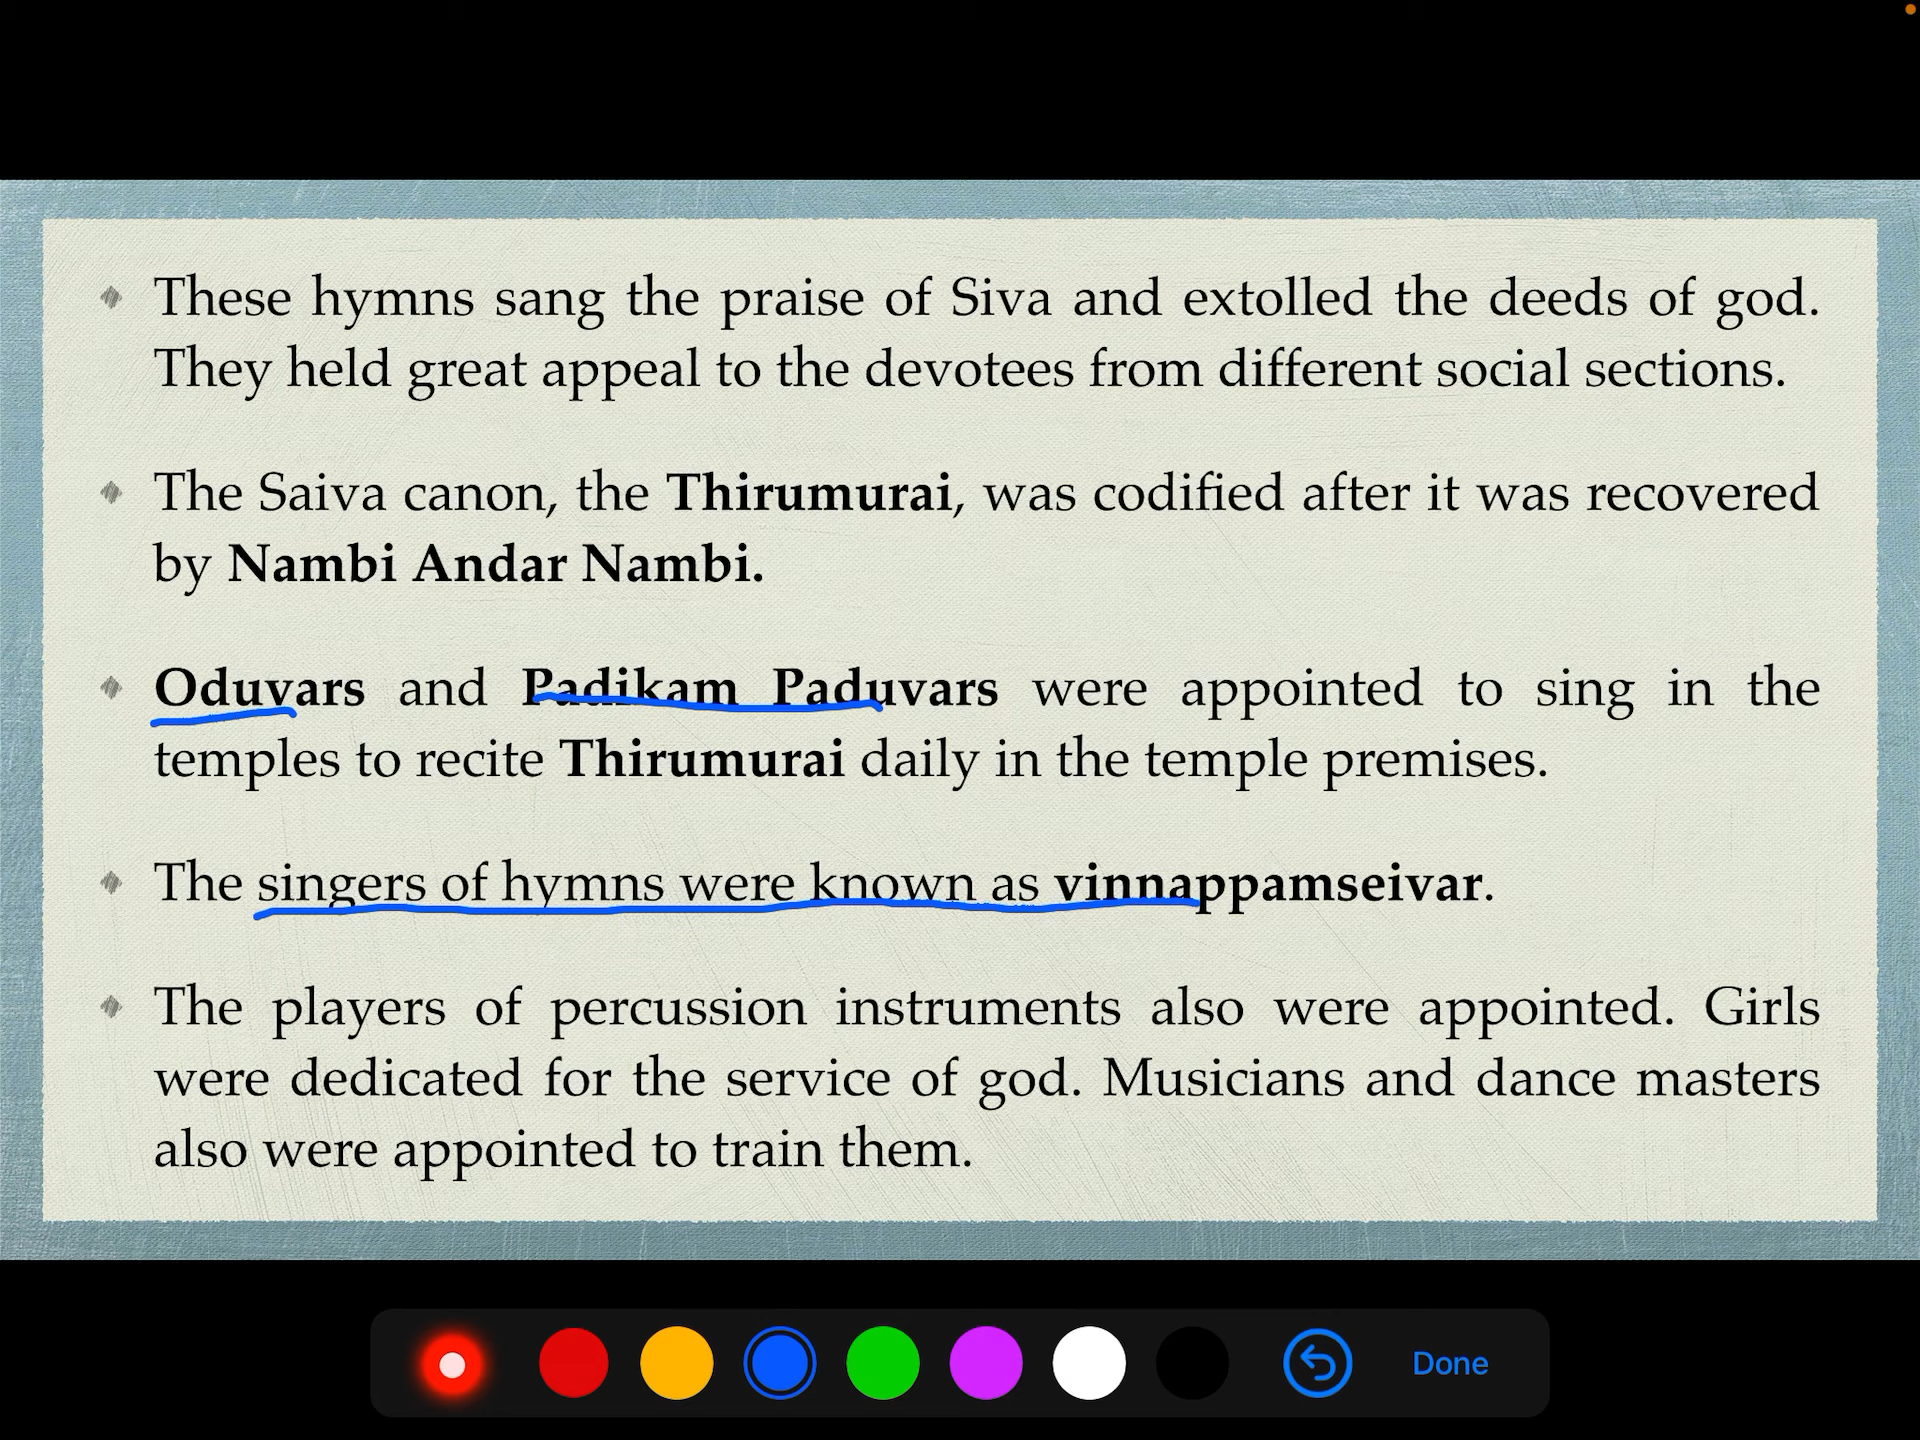 These hymns sang the praise of Siva and extolled the deeds of god.
They held great appeal to the devotees from different social sections.
The Saiva canon, the Thirumurai, was codified after it was recovered
by Nambi Andar Nambi.
Oduvars and Padikam Paduvars were appointed to sing in the
temples to recite Thirumurai daily in the temple premises.
The singers of hymns were known as vinnappamseivar.
The players of percussion instruments also were appointed. Girls
were dedicated for the service of god. Musicians and dance masters
also were appointed to train them.
Done